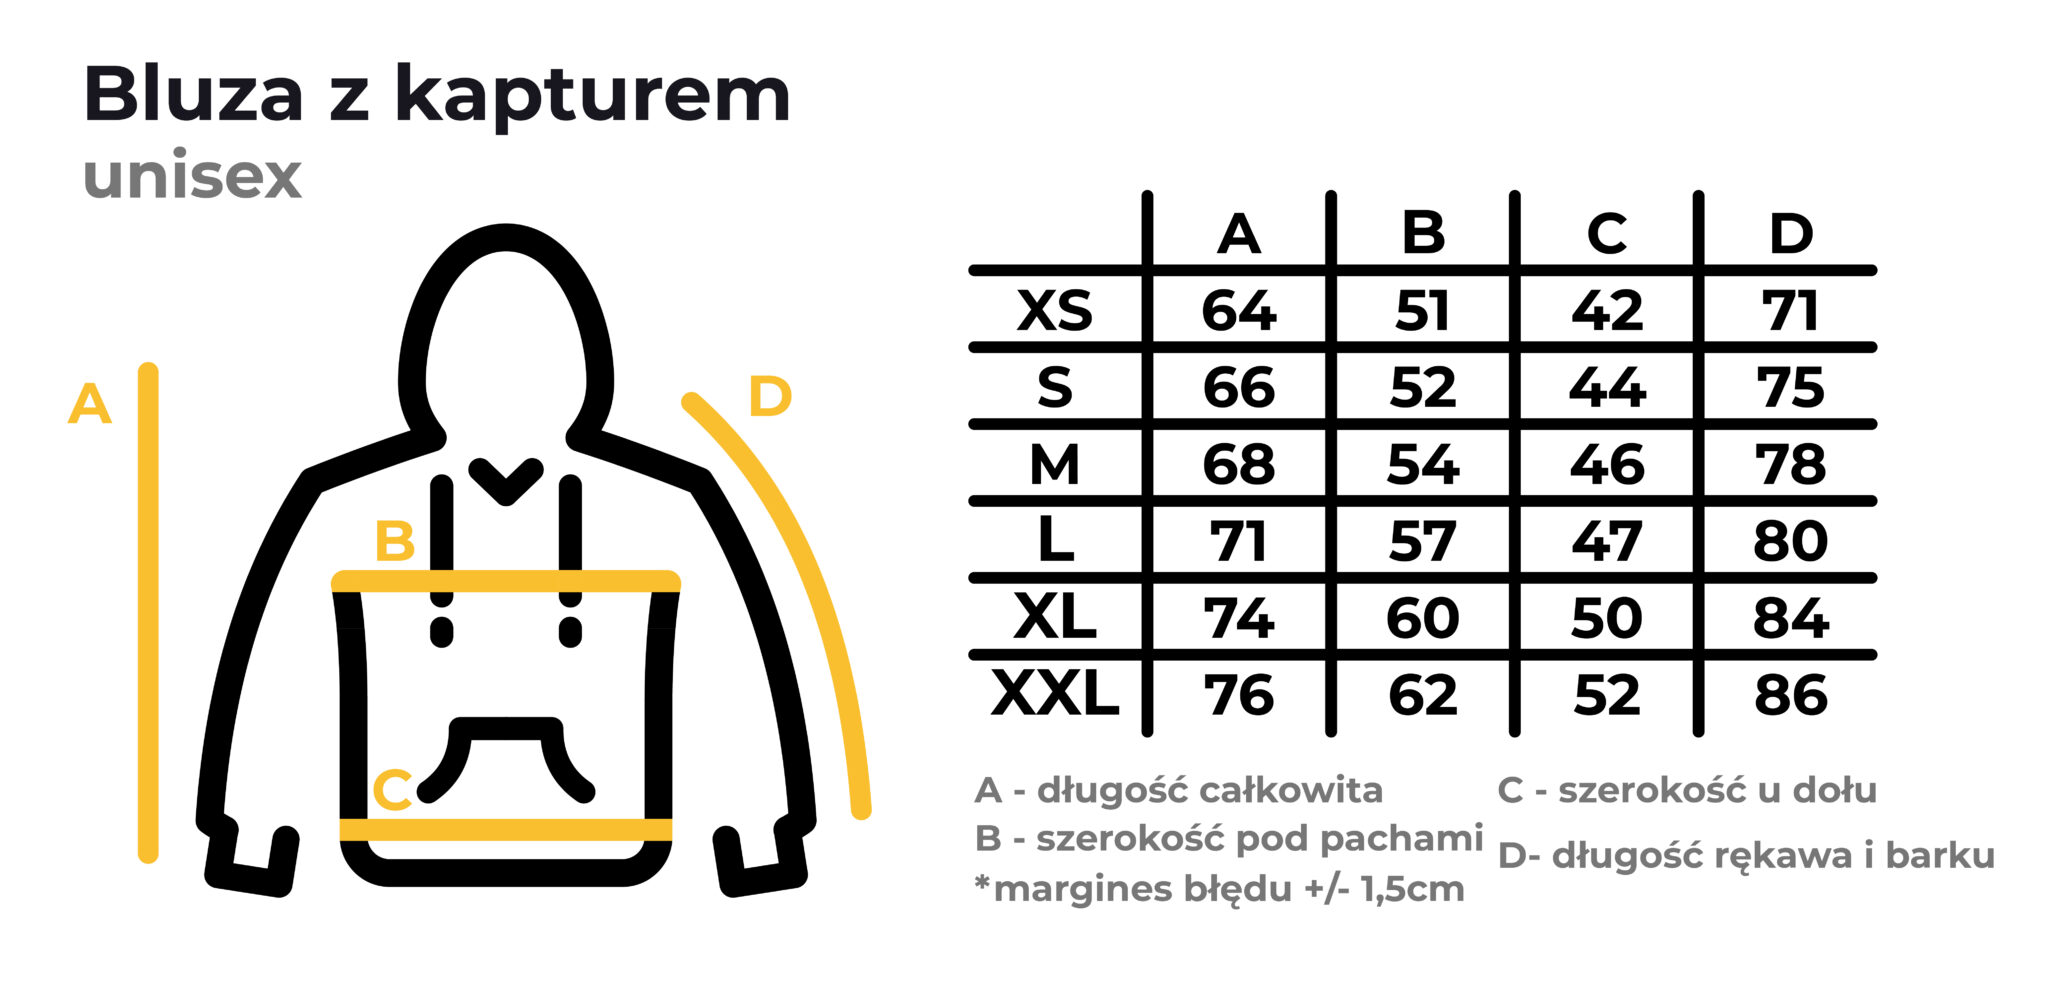 Bluza z kapturem
unisex
A
B
C
D
A B C D
XS 64 51 42 71
S 66 52 44 75
M 68 54 46 78
L 71 57 47 80
XL 74 60 50 84
XXL 76 62 52 86
A - długość całkowita
B - szerokość pod pachami
*margines błędu +/- 1,5cm
C - szerokość u dołu
D- długość rękawa i barku